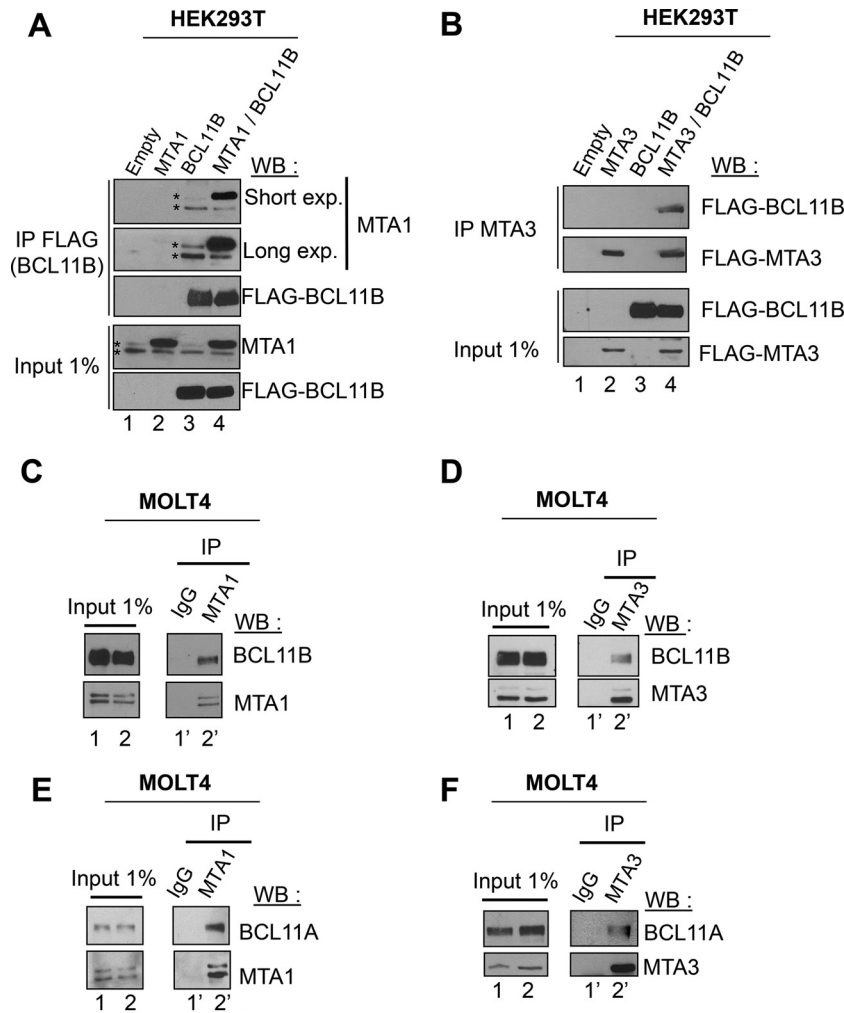 A
HEK293T
Empty
MTA1
BCL11B
MTA1 / BCL11B
WB :
IP FLAG
(BCL11B)
*
*
Short exp.
*
*
Long exp.
MTA1
FLAG-BCL11B
Input 1%
*
*
MTA1
FLAG-BCL11B
1 2 3 4
B
HEK293T
Empty
MTA3
BCL11B
MTA3 / BCL11B
WB :
IP MTA3
FLAG-BCL11B
FLAG-MTA3
Input 1%
FLAG-BCL11B
FLAG-MTA3
1 2 3 4
C
MOLT4
IP
Input 1%
IgG
MTA1
WB :
BCL11B
MTA1
1 2 1’ 2'
D
MOLT4
IP
Input 1%
IgG
MTA3
WB :
BCL11B
MTA3
1 2 1’ 2'
E
MOLT4
IP
Input 1%
IgG
MTA1
WB :
BCL11A
MTA1
1 2 1’ 2'
F
MOLT4
IP
Input 1%
IgG
MTA3
WB :
BCL11A
MTA3
1 2 1’ 2'